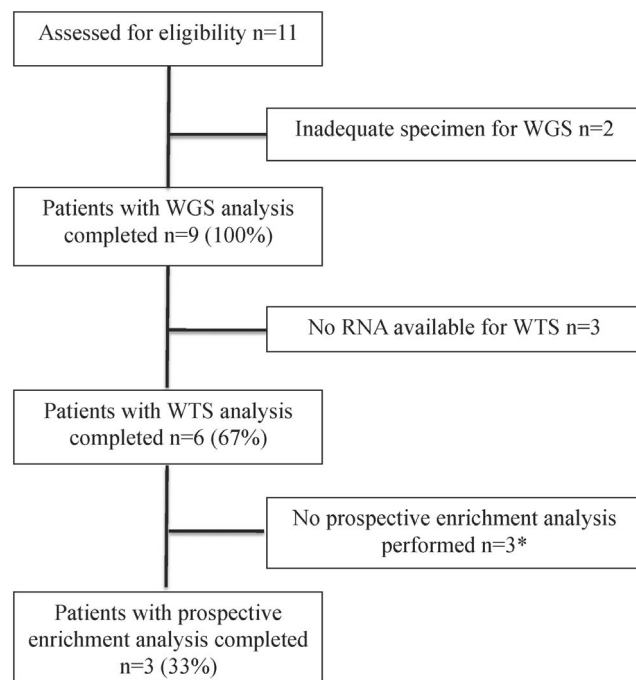 Assessed for eligibility n=11
Inadequate specimen for WGS n=2
Patients with WGS analysis
completed n=9 (100%)
No RNA available for WTS n=3
Patients with WTS analysis
completed n=6 (67%)
No prospective enrichment analysis
performed n=3*
Patients with prospective
enrichment analysis completed
n=3 (33%)